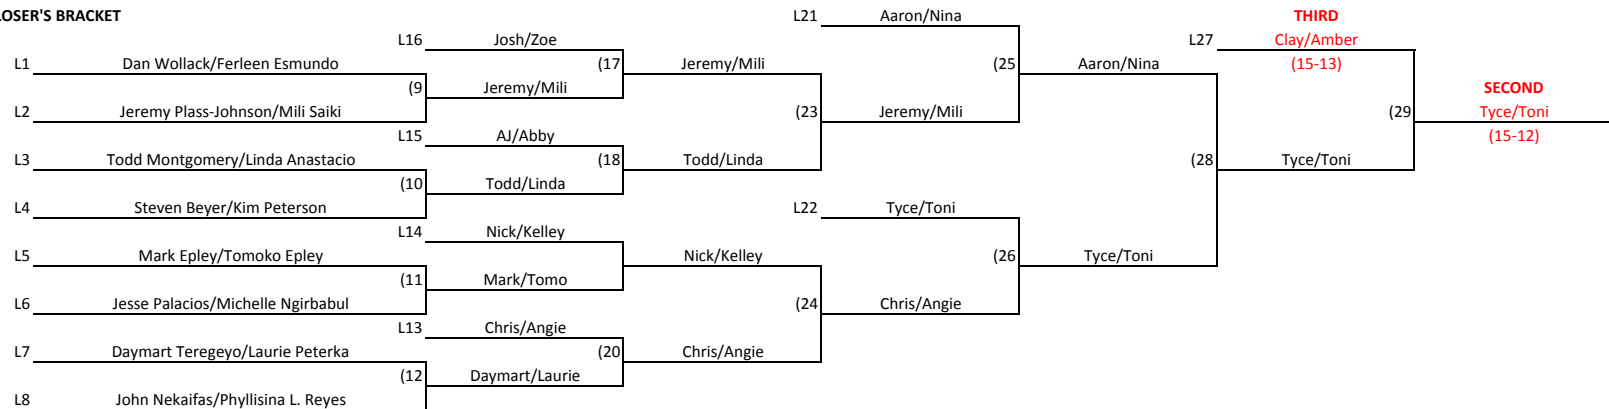 LOSER'S BRACKET
L21 Aaron/Nina THIRD
L16 Josh/Zoe L27 Clay/Amber
L1 Dan Wollack/Ferleen Esmundo (17 Jeremy/Mili (25 Aaron/Nina (15-13)
(9 Jeremy/Mili SECOND
L2 Jeremy Plass-Johnson/Mili Saiki (23 Jeremy/Mili (29 Tyce/Toni
L15 AJ/Abby (15-12)
L3 Todd Montgomery/Linda Anastacio (18 Todd/Linda (28 Tyce/Toni
(10 Todd/Linda
L4 Steven Beyer/Kim Peterson L22 Tyce/Toni
L14 Nick/Kelley
L5 Mark Epley/Tomoko Epley Nick/Kelley (26 Tyce/Toni
(11 Mark/Tomo
L6 Jesse Palacios/Michelle Ngirbabul (24 Chris/Angie
L13 Chris/Angie
L7 Daymart Teregeyo/Laurie Peterka (20 Chris/Angie
(12 Daymart/Laurie
L8 John Nekaifas/Phyllisina L. Reyes